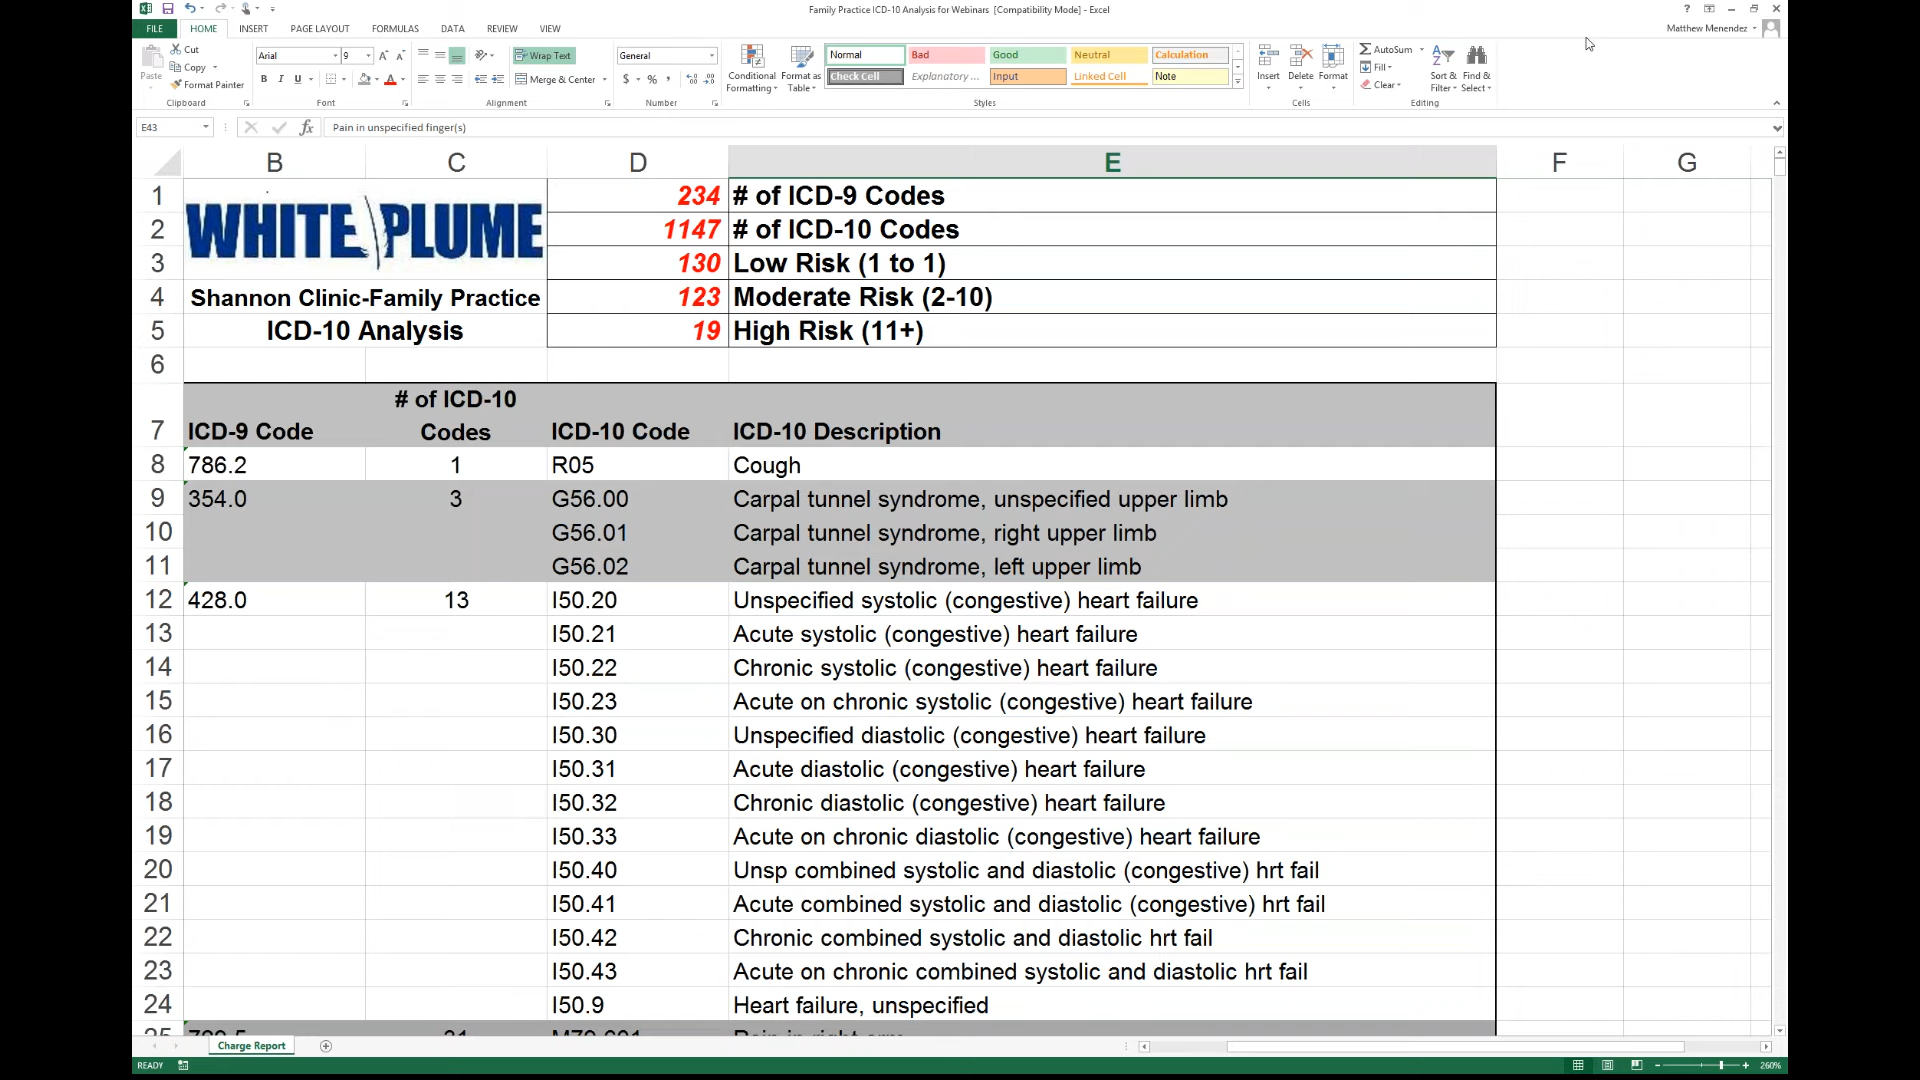 Family Practice ICD-10 Analysis for Webinars [Compatibility Mode] - Excel
FILE HOME INSERT PAGE LAYOUT FORMULAS DATA REVIEW VIEW
Matthew Menendez
Paste
Cut
Copy
Format Painter
Clipboard
Arial 9
B I U
Font
Wrap Text
Merge & Center
Alignment
General
$ % ,
Number
Conditional Formatting
Format as Table
Normal Bad Good Neutral Calculation
Check Cell Explanatory ... Input Linked Cell Note
Styles
Insert Delete Format
Cells
AutoSum
Fill
Clear
Sort & Filter
Find & Select
Editing
E43 fx Pain in unspecified finger(s)
B C D E F G
1 234 # of ICD-9 Codes
WHITE PLUME
2 1147 # of ICD-10 Codes
3 130 Low Risk (1 to 1)
4 Shannon Clinic-Family Practice 123 Moderate Risk (2-10)
5 ICD-10 Analysis 19 High Risk (11+)
6
7 ICD-9 Code # of ICD-10 Codes ICD-10 Code ICD-10 Description
8 786.2 1 R05 Cough
9 354.0 3 G56.00 Carpal tunnel syndrome, unspecified upper limb
10 G56.01 Carpal tunnel syndrome, right upper limb
11 G56.02 Carpal tunnel syndrome, left upper limb
12 428.0 13 I50.20 Unspecified systolic (congestive) heart failure
13 I50.21 Acute systolic (congestive) heart failure
14 I50.22 Chronic systolic (congestive) heart failure
15 I50.23 Acute on chronic systolic (congestive) heart failure
16 I50.30 Unspecified diastolic (congestive) heart failure
17 I50.31 Acute diastolic (congestive) heart failure
18 I50.32 Chronic diastolic (congestive) heart failure
19 I50.33 Acute on chronic diastolic (congestive) heart failure
20 I50.40 Unsp combined systolic and diastolic (congestive) hrt fail
21 I50.41 Acute combined systolic and diastolic (congestive) hrt fail
22 I50.42 Chronic combined systolic and diastolic hrt fail
23 I50.43 Acute on chronic combined systolic and diastolic hrt fail
24 I50.9 Heart failure, unspecified
25 Pain in right arm
Charge Report
READY 260%